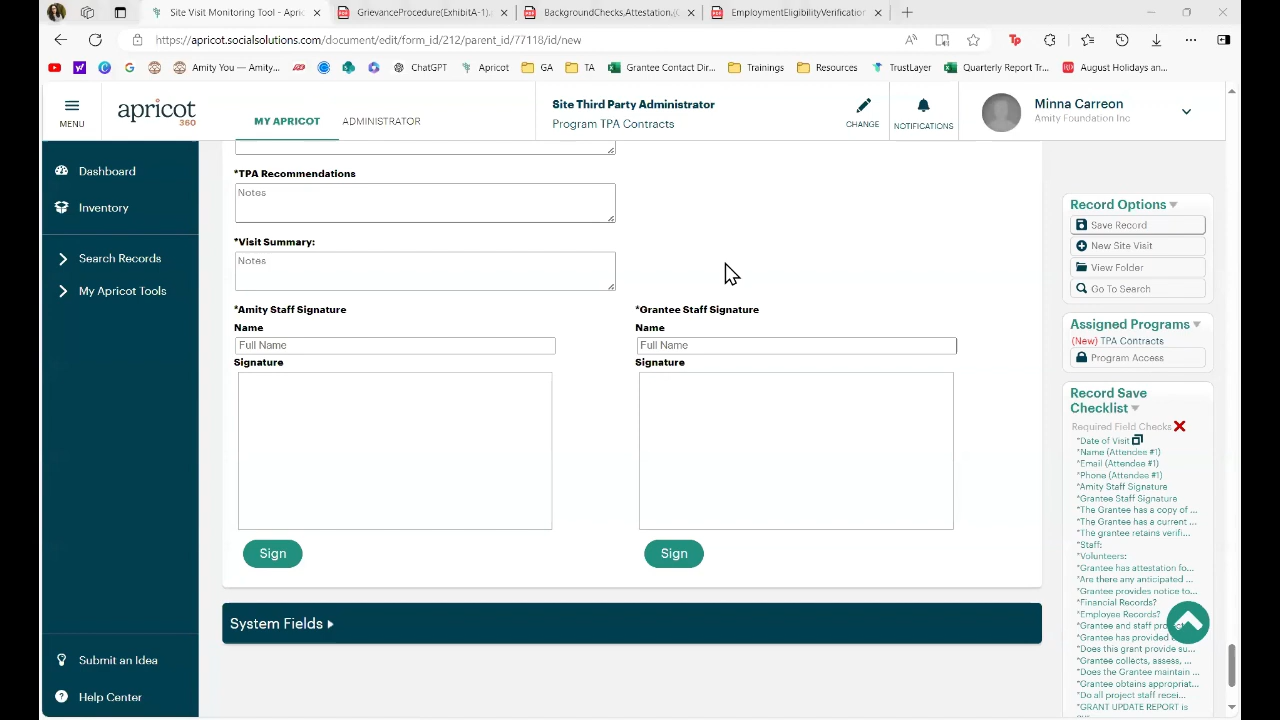 Site Visit Monitoring Tool - Apricot
GrievanceProcedure(ExhibitA
BackgroundChecks,Attestation,(
EmploymentEligibilityVerification
https://apricot.socialsolutions.com/document/edit/form_id/212/parent_id/77118/id/new
Amity You — Amity...
ChatGPT
Apricot
GA
TA
Grantee Contact Dir...
Training
Resources
TrustLayer
Quarterly Report Tr...
August Holidays an...
MENU
apricot
360
MY APRICOT
ADMINISTRATOR
Site Third Party Administrator
Program TPA Contracts
CHANGE
NOTIFICATIONS
Minna Carreon
Amity Foundation Inc
Dashboard
Inventory
Search Records
My Apricot Tools
Submit an Idea
Help Center
*TPA Recommendations
Notes
*Visit Summary:
Notes
*Amity Staff Signature
Name
Full Name
Signature
Sign
*Grantee Staff Signature
Name
Full Name
Signature
Sign
System Fields
Record Options
Save Record
New Site Visit
View Folder
Go To Search
Assigned Programs
(New) TPA Contracts
Program Access
Record Save
Checklist
Required Field Checks
*Date of Visit
*Name (Attendee #1)
*Email (Attendee #1)
*Phone (Attendee #1)
*Amity Staff Signature
*Grantee Staff Signature
*The Grantee has a copy of ...
*The Grantee has a current ...
*The grantee retains verifi...
*Staff:
*Volunteers:
*Grantee has attestation fo...
*Are there any anticipated ...
*Grantee provides notice to...
*Financial Records?
*Employee Records?
*Grantee and staff pro
*Grantee has provided
*Does this grant provide su...
*Grantee collects, assess, ...
*Does the Grantee maintain ...
*Grantee obtains appropriat...
*Do all project staff recei...
*GRANT UPDATE REPORT is